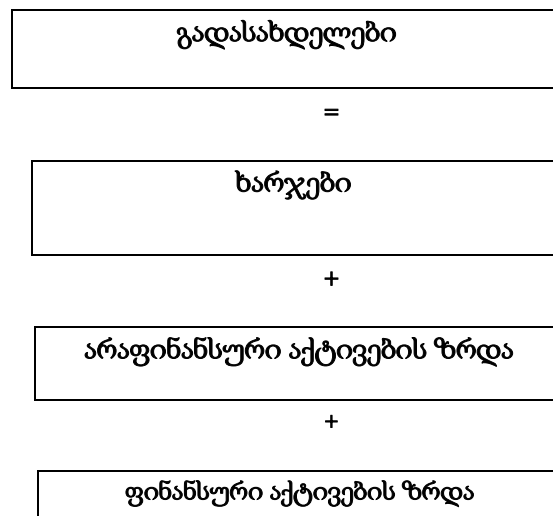 გადასახდელები
=
ხარჯები
+
არაფინანსური აქტივების ზრდა
+
ფინანსური აქტივების ზრდა